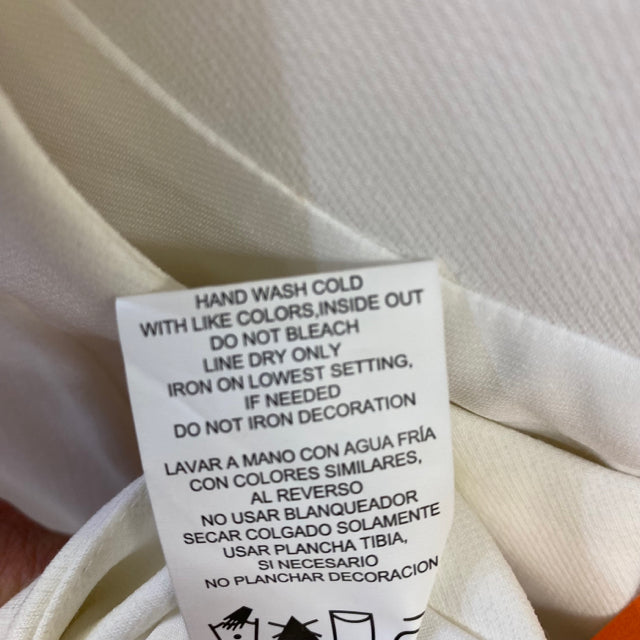 HAND WASH COLD
WITH LIKE COLORS,INSIDE OUT
DO NOT BLEACH
LINE DRY ONLY
IRON ON LOWEST SETTING,
IF NEEDED
DO NOT IRON DECORATION
LAVAR A MANO CON AGUA FRÍA
CON COLORES SIMILARES,
AL REVERSO
NO USAR BLANQUEADOR
SECAR COLGADO SOLAMENTE
USAR PLANCHA TIBIA,
SI NECESARIO
NO PLANCHAR DECORACION